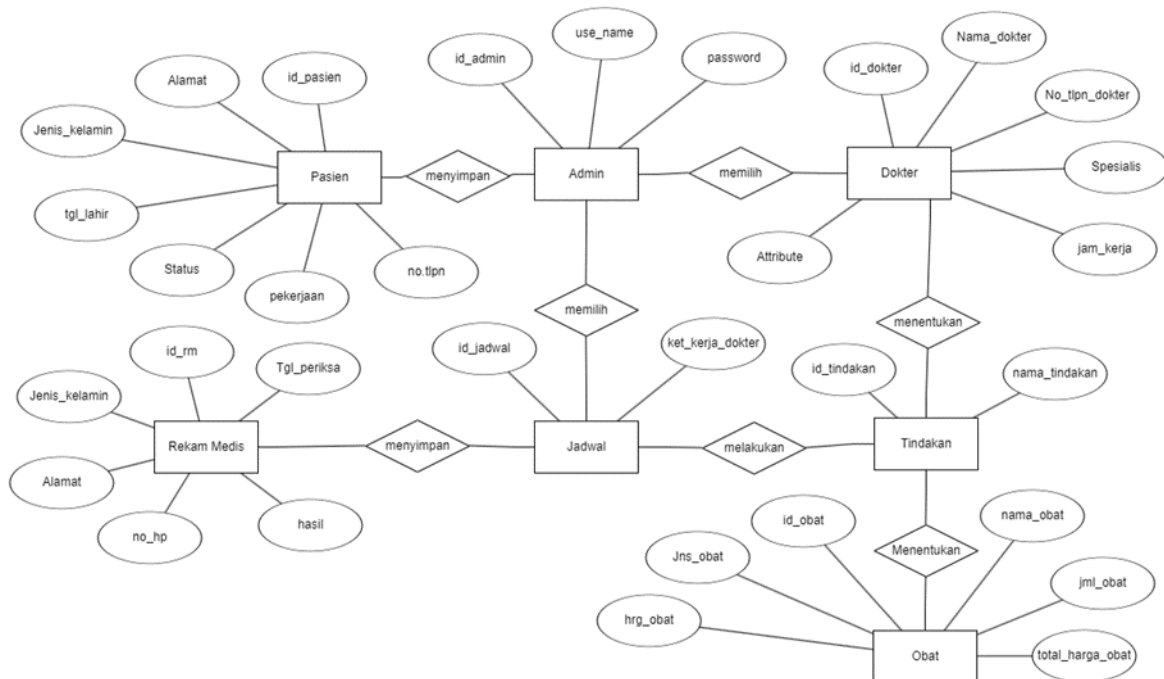 use_name
Nama_dokter
id_admin
password
id_dokter
id_pasien
Alamat
No_tlpn_dokter
Jenis_kelamin
Spesialis
Pasien
menyimpan
Admin
memilih
Dokter
tgl_lahir
jam_kerja
Attribute
Status
no.tlpn
pekerjaan
memilih
menentukan
id_rm
id_jadwal
ket_kerja_dokter
Tgl_periksa
id_tindakan
nama_tindakan
Jenis_kelamin
Rekam Medis
menyimpan
Jadwal
melakukan
Tindakan
Alamat
no_hp
hasil
id_obat
nama_obat
Jns_obat
Menentukan
jml_obat
hrg_obat
Obat
total_harga_obat